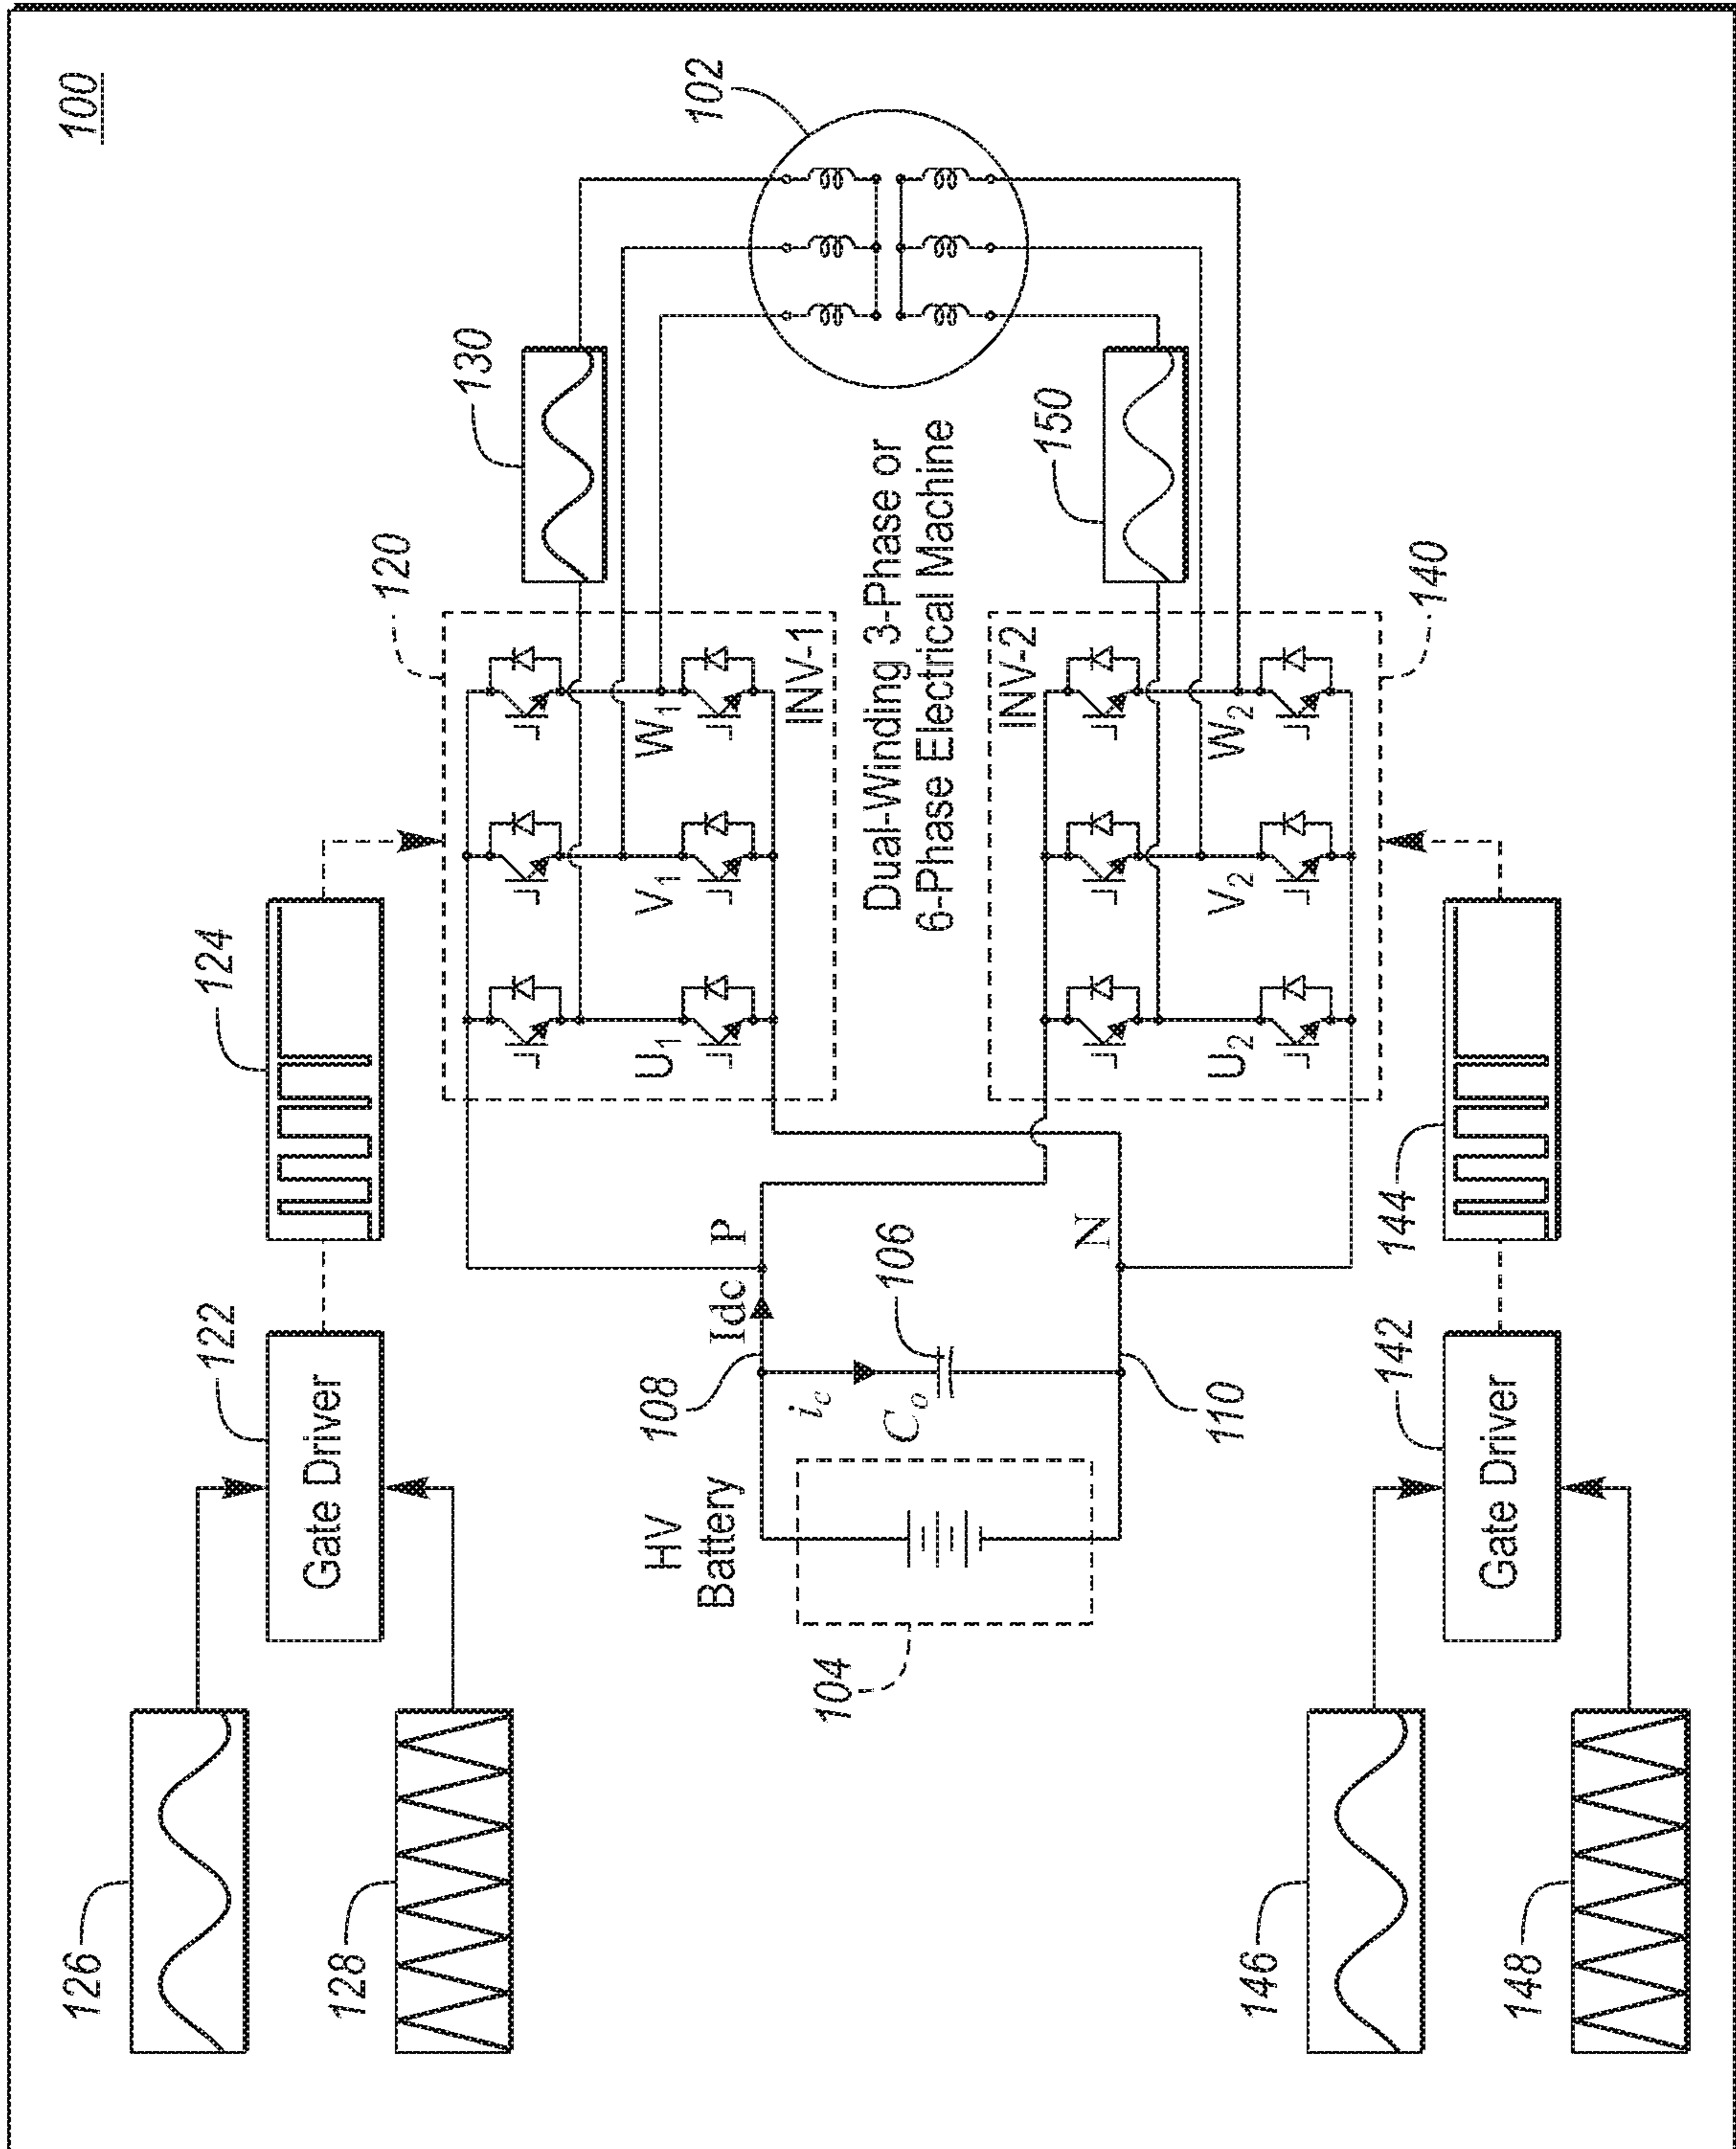 100
126
128
122
Gate Driver
124
120
130
102
U1
V1
W1
INV-1
HV
Battery
104
108
Idc
P
ic
Co
106
N
110
Dual-Winding 3-Phase or
6-Phase Electrical Machine
INV-2
U2
V2
W2
140
150
146
148
142
Gate Driver
144